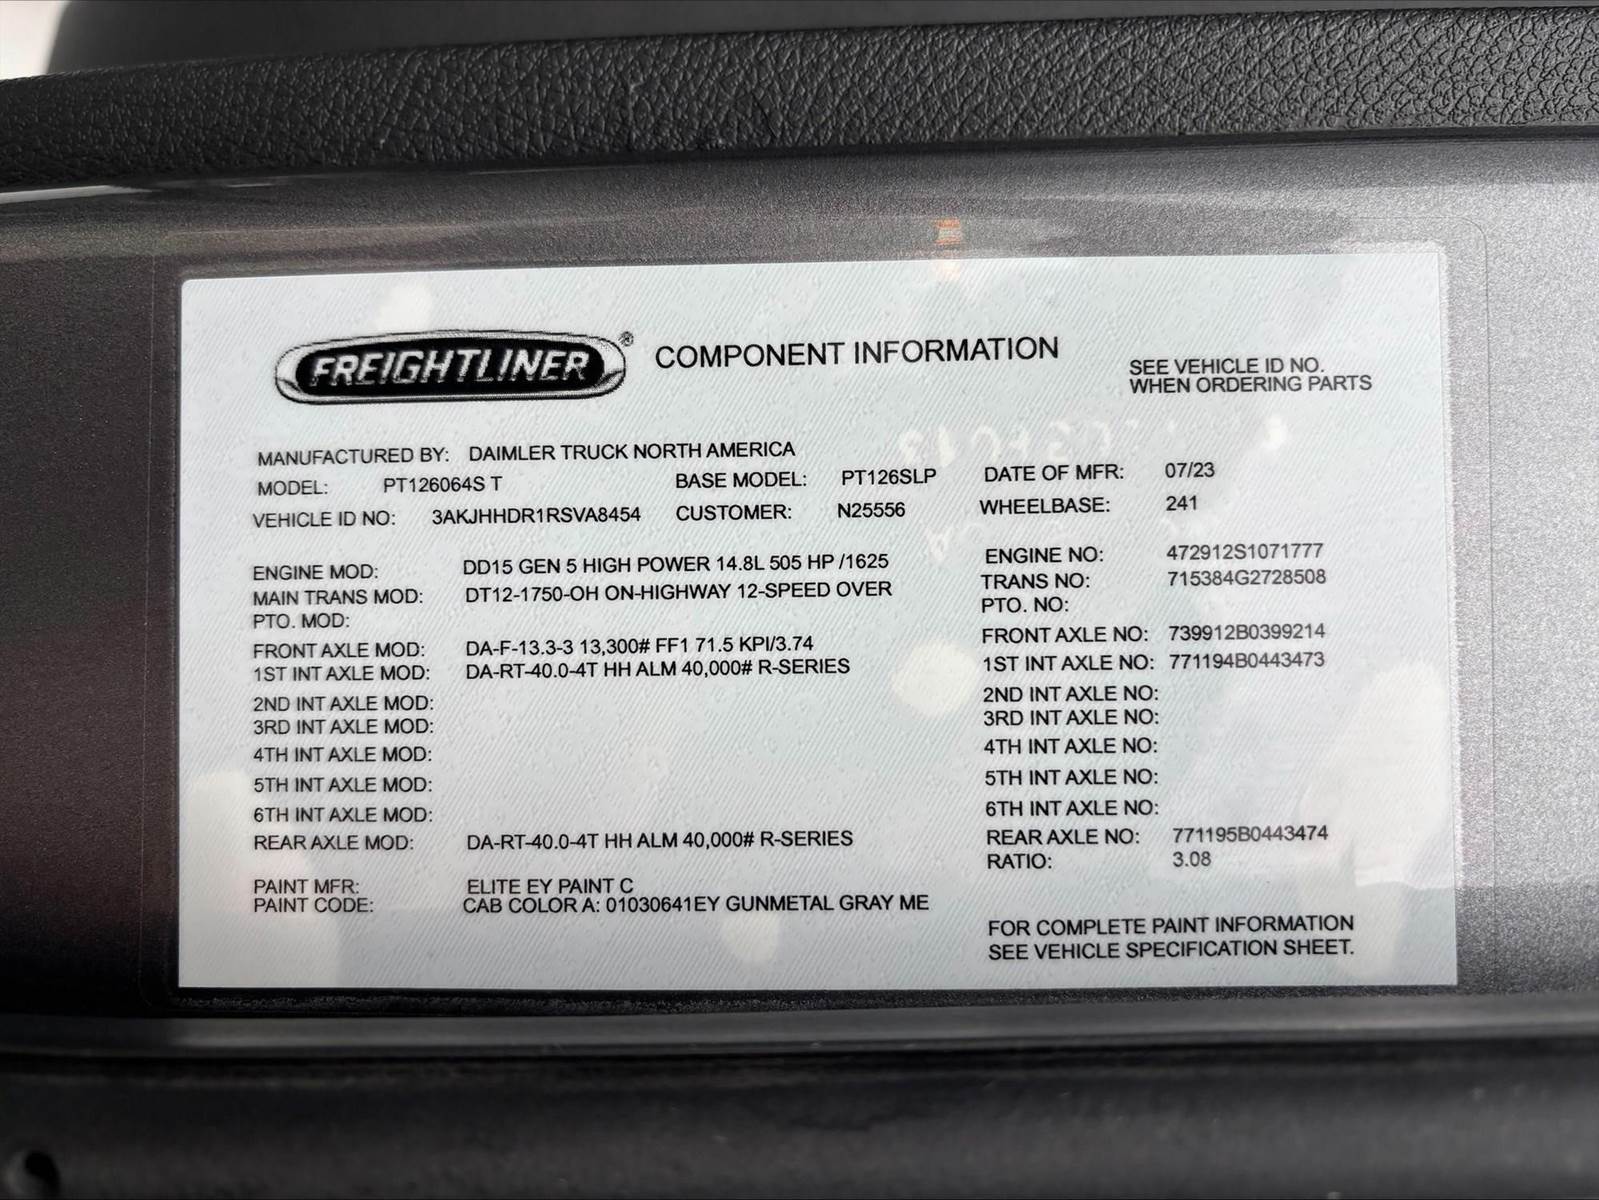 FREIGHTLINER® COMPONENT INFORMATION
SEE VEHICLE ID NO.
WHEN ORDERING PARTS
MANUFACTURED BY: DAIMLER TRUCK NORTH AMERICA
MODEL: PT126064S T BASE MODEL: PT126SLP DATE OF MFR: 07/23
VEHICLE ID NO: 3AKJHHDR1RSVA8454 CUSTOMER: N25556 WHEELBASE: 241
ENGINE MOD: DD15 GEN 5 HIGH POWER 14.8L 505 HP /1625 ENGINE NO: 472912S1071777
MAIN TRANS MOD: DT12-1750-OH ON-HIGHWAY 12-SPEED OVER TRANS NO: 715384G2728508
PTO. MOD: PTO. NO:
FRONT AXLE MOD: DA-F-13.3-3 13,300# FF1 71.5 KPI/3.74 FRONT AXLE NO: 739912B0399214
1ST INT AXLE MOD: DA-RT-40.0-4T HH ALM 40,000# R-SERIES 1ST INT AXLE NO: 771194B0443473
2ND INT AXLE MOD: 2ND INT AXLE NO:
3RD INT AXLE MOD: 3RD INT AXLE NO:
4TH INT AXLE MOD: 4TH INT AXLE NO:
5TH INT AXLE MOD: 5TH INT AXLE NO:
6TH INT AXLE MOD: 6TH INT AXLE NO:
REAR AXLE MOD: DA-RT-40.0-4T HH ALM 40,000# R-SERIES REAR AXLE NO: 771195B0443474
RATIO: 3.08
PAINT MFR: ELITE EY PAINT C
PAINT CODE: CAB COLOR A: 01030641EY GUNMETAL GRAY ME
FOR COMPLETE PAINT INFORMATION
SEE VEHICLE SPECIFICATION SHEET.